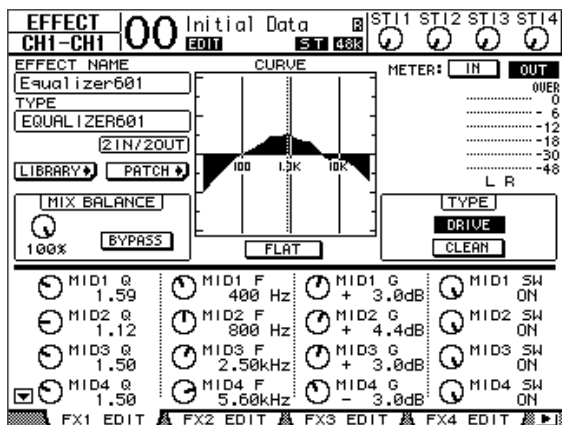 EFFECT
CH1-CH1
00 Initial Data
EDIT
R
ST 48K
STI1 STI2 STI3 STI4
EFFECT NAME
Equalizer601
TYPE
EQUALIZER601
2IN/2OUT
LIBRARY PATCH
CURVE
100 1.0K 10K
FLAT
METER: IN OUT
OVER
0
- 6
-12
-18
-30
-48
L R
MIX BALANCE
100%
BYPASS
TYPE
DRIVE
CLEAN
MID1 Q MID1 F MID1 G MID1 SW
1.59 400 Hz + 3.0dB ON
MID2 Q MID2 F MID2 G MID2 SW
1.12 800 Hz + 4.4dB ON
MID3 Q MID3 F MID3 G MID3 SW
1.50 2.50kHz + 3.0dB ON
MID4 Q MID4 F MID4 G MID4 SW
1.50 5.60kHz - 3.0dB ON
FX1 EDIT FX2 EDIT FX3 EDIT FX4 EDIT